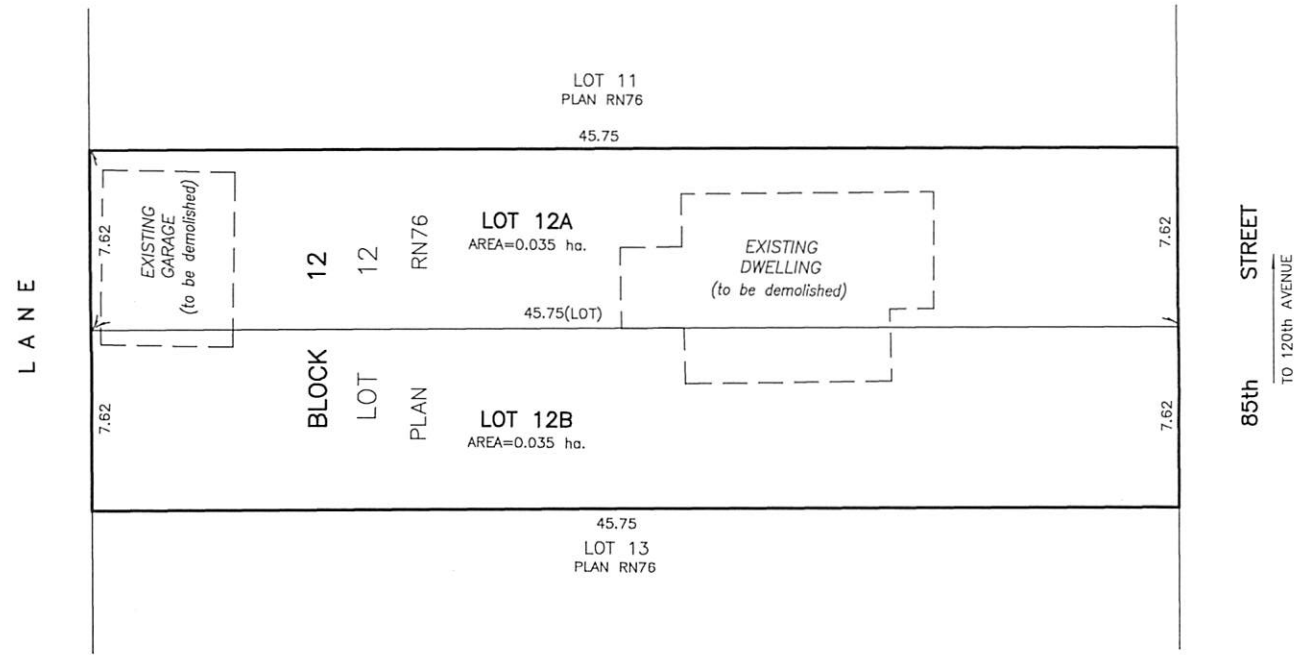 LOT 11
PLAN RN76
45.75
LANE
7.62
EXISTING
GARAGE
(to be demolished)
BLOCK 12
LOT 12
PLAN RN76
LOT 12A
AREA=0.035 ha.
45.75(LOT)
EXISTING
DWELLING
(to be demolished)
7.62
85th STREET
TO 120th AVENUE
7.62
LOT 12B
AREA=0.035 ha.
7.62
45.75
LOT 13
PLAN RN76